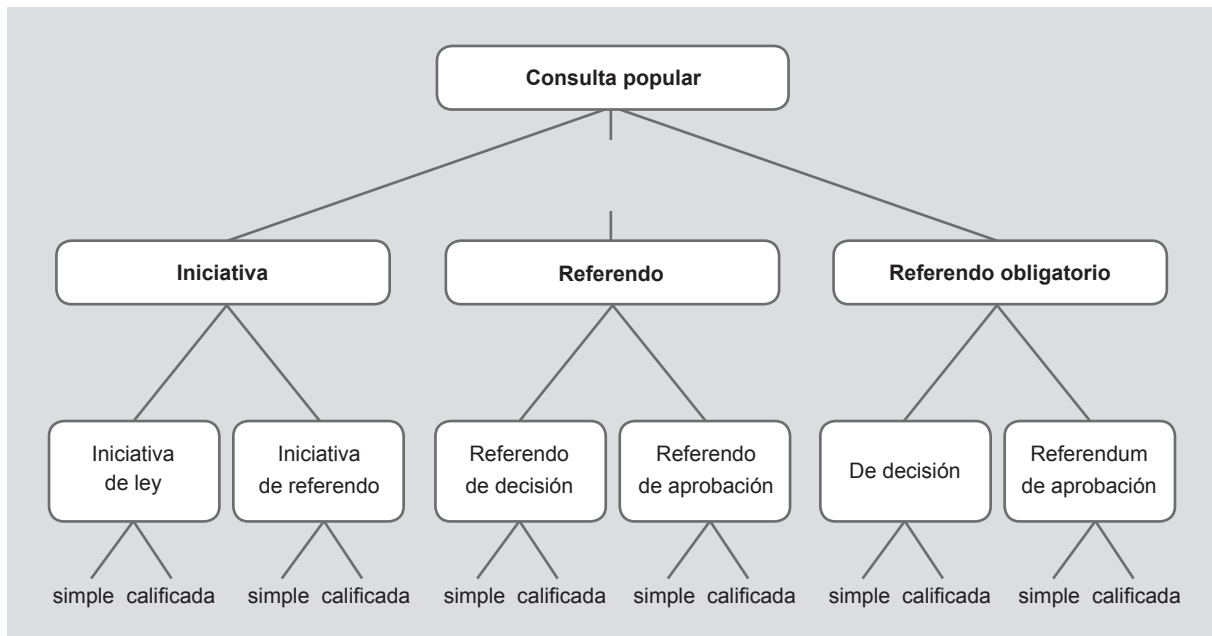 Consulta popular
Iniciativa
Referendo
Referendo obligatorio
Iniciativa
de ley
Iniciativa
de referendo
Referendo
de decisión
Referendo
de aprobación
De decisión
Referendum
de aprobación
simple calificada simple calificada simple calificada simple calificada simple calificada simple calificada